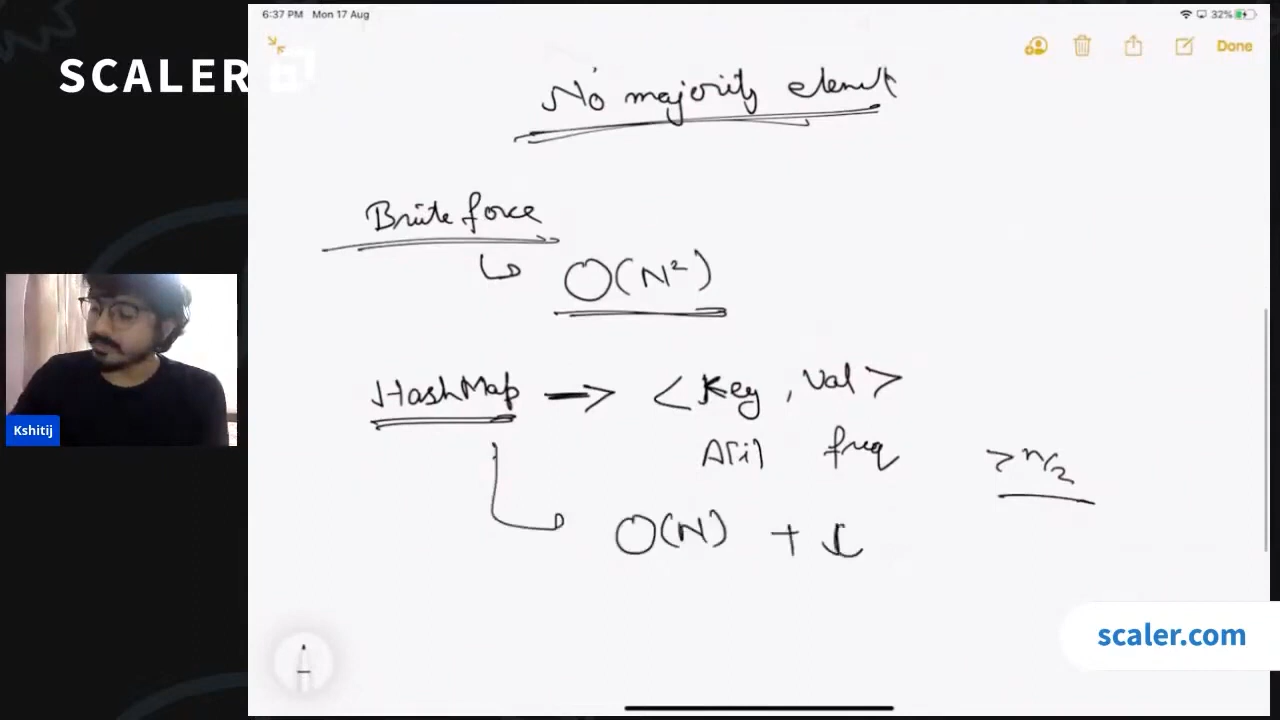 6:37 PM Mon 17 Aug
32%
SCALER
Done
No majority element
Brute force
O(N²)
HashMap → < Key , Val >
A[i] freq > n/2
O(N) +
Kshitij
scaler.com